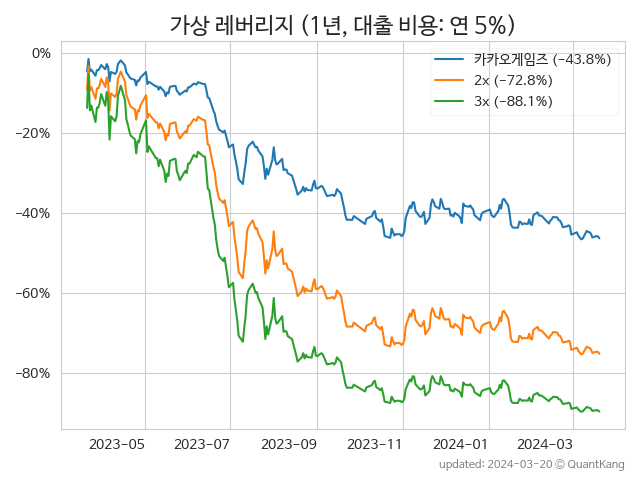 가상 레버리지 (1년, 대출 비용: 연 5%)
카카오게임즈 (−43.8%)
2x (−72.8%)
3x (−88.1%)
0%
−20%
−40%
−60%
−80%
2023-05 2023-07 2023-09 2023-11 2024-01 2024-03
updated: 2024-03-20 © QuantKang